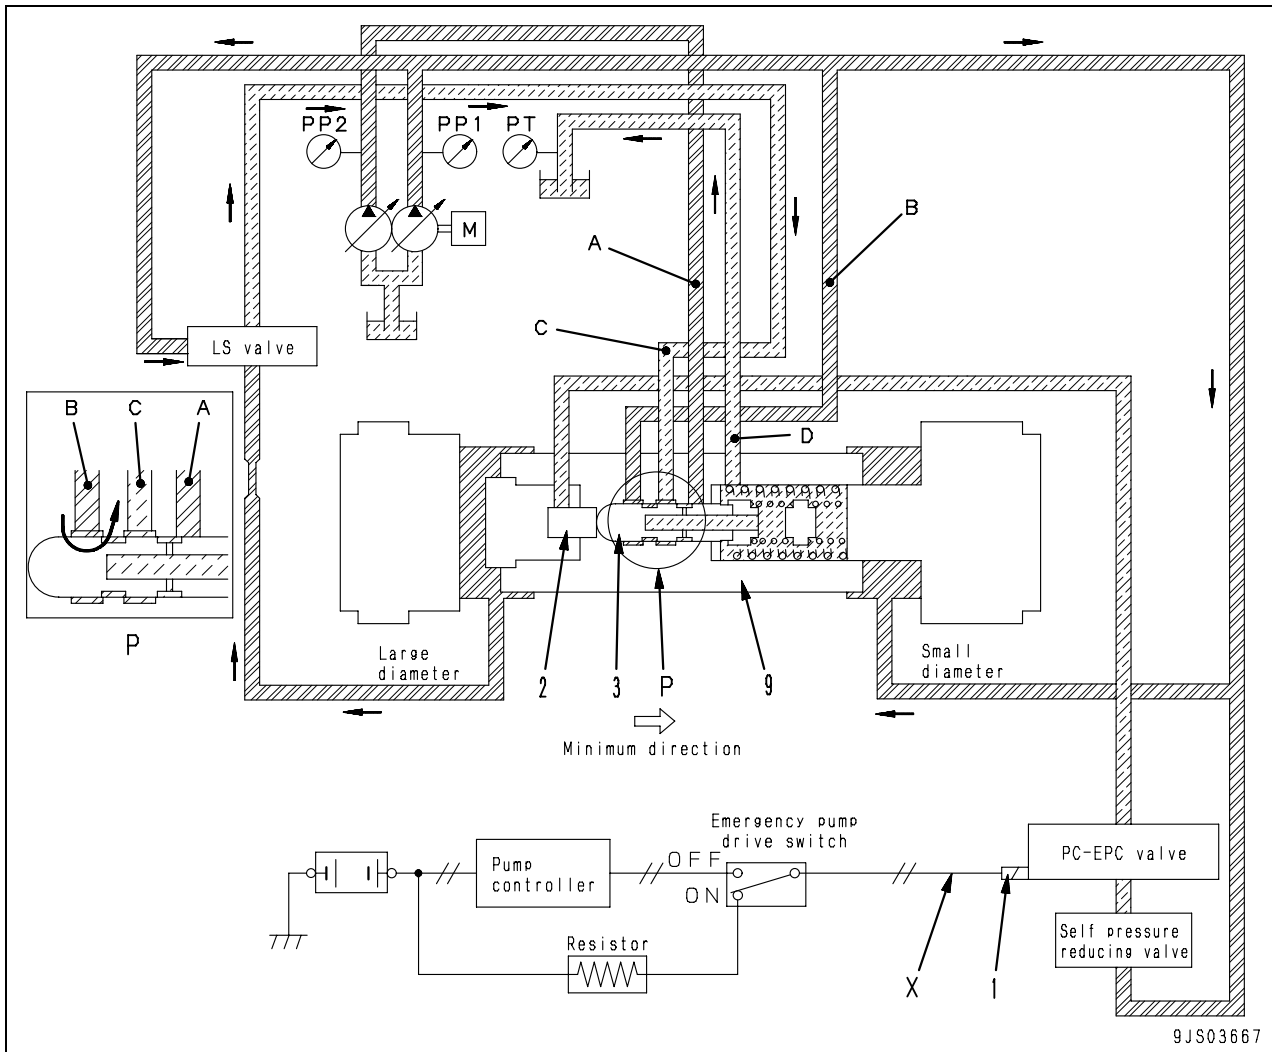 PP2
PP1
PT
M
A
B
C
LS valve
B
C
A
P
D
Large
diameter
Small
diameter
2
3
P
9
Minimum direction
Emergency pump
drive switch
OFF
ON
Pump
controller
Resistor
PC-EPC valve
Self pressure
reducing valve
X
1
9JS03667